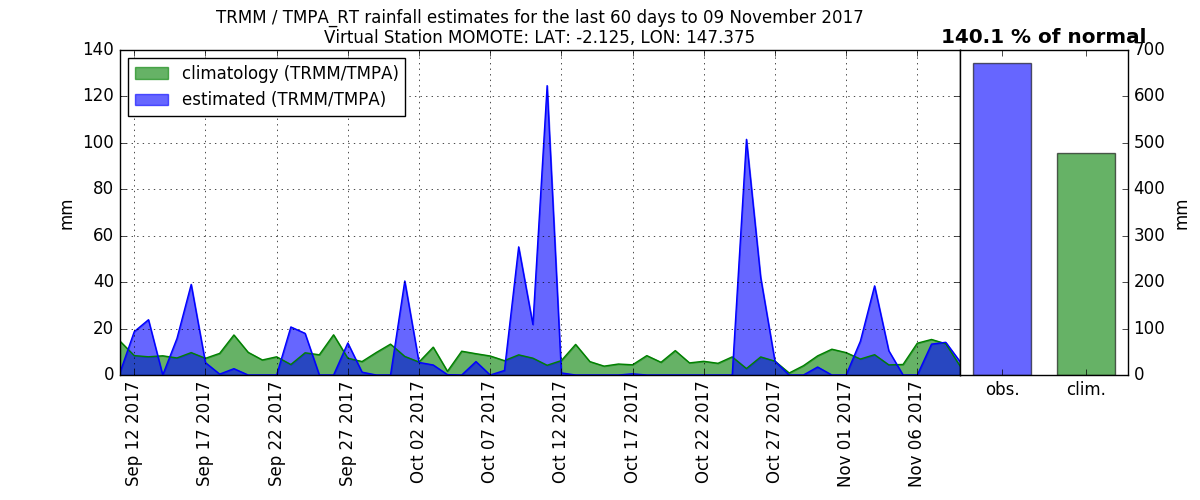 TRMM / TMPA_RT rainfall estimates for the last 60 days to 09 November 2017
Virtual Station MOMOTE: LAT: -2.125, LON: 147.375
140.1 % of normal
climatology (TRMM/TMPA)
estimated (TRMM/TMPA)
140
120
100
80
60
40
20
0
mm
Sep 12 2017
Sep 17 2017
Sep 22 2017
Sep 27 2017
Oct 02 2017
Oct 07 2017
Oct 12 2017
Oct 17 2017
Oct 22 2017
Oct 27 2017
Nov 01 2017
Nov 06 2017
obs.
clim.
700
600
500
400
300
200
100
0
mm